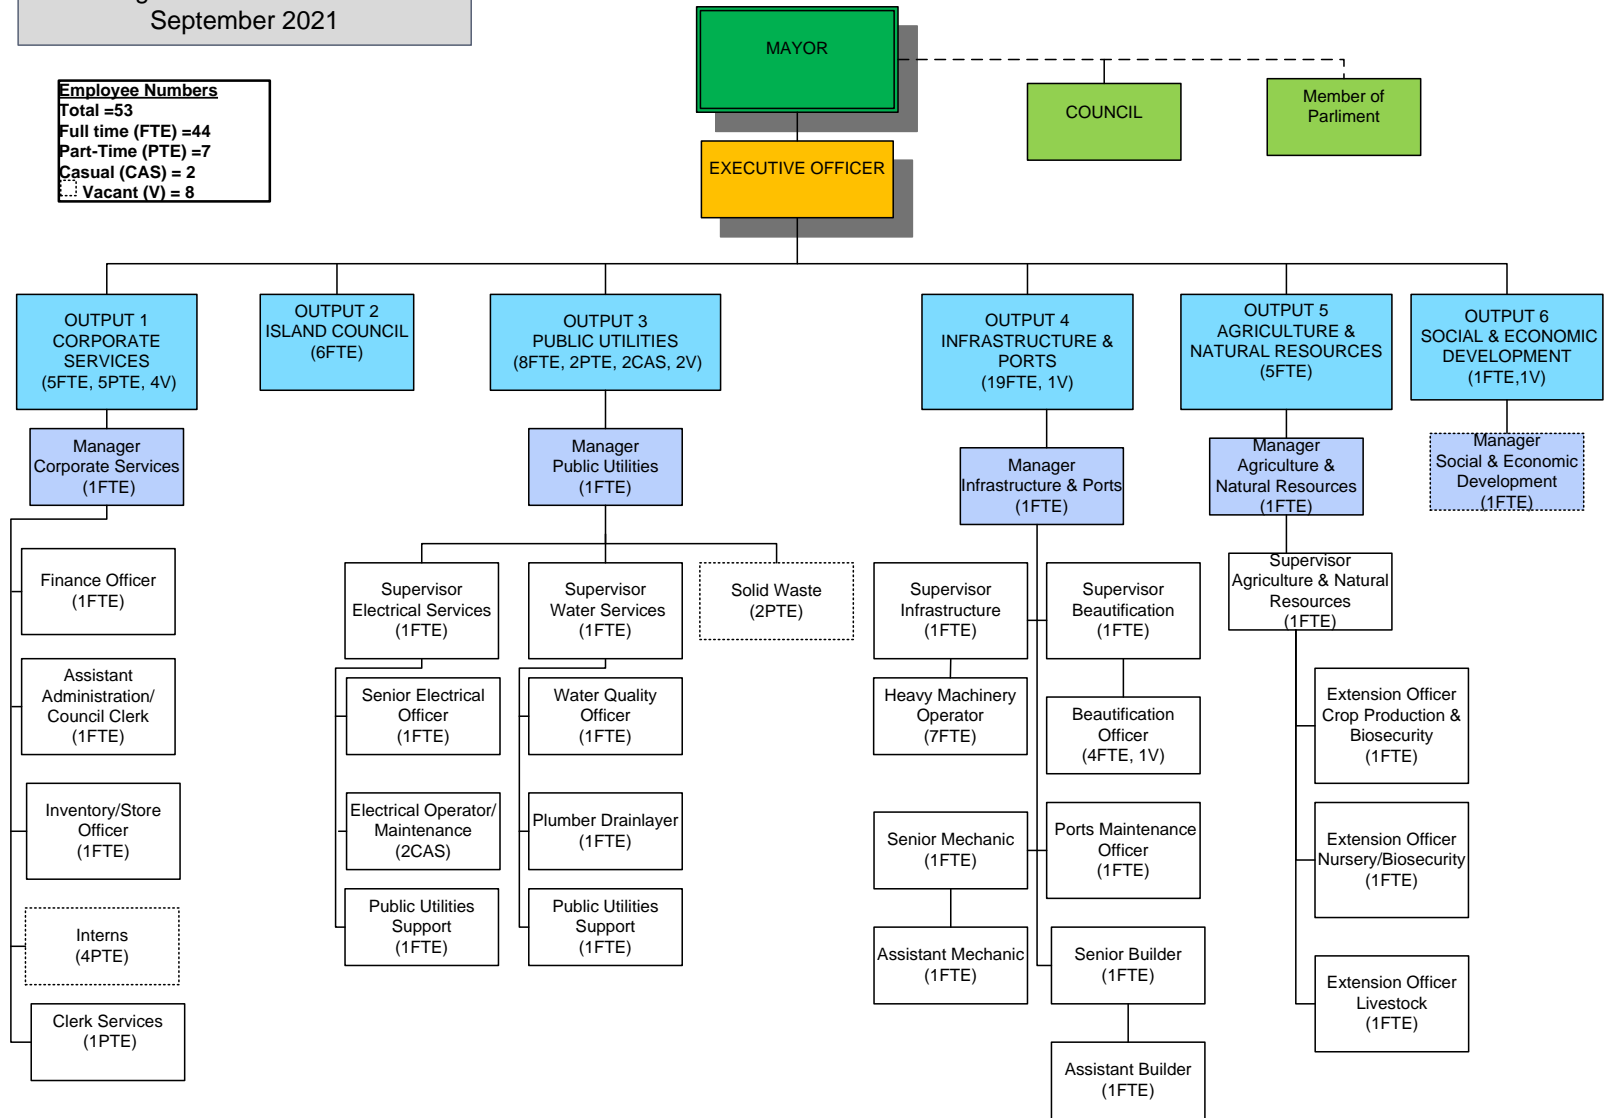 September 2021
Employee Numbers
Total =53
Full time (FTE) =44
Part-Time (PTE) =7
Casual (CAS) = 2
Vacant (V) = 8
MAYOR
COUNCIL
Member of
Parliment
EXECUTIVE OFFICER
OUTPUT 1
CORPORATE
SERVICES
(5FTE, 5PTE, 4V)
OUTPUT 2
ISLAND COUNCIL
(6FTE)
OUTPUT 3
PUBLIC UTILITIES
(8FTE, 2PTE, 2CAS, 2V)
OUTPUT 4
INFRASTRUCTURE &
PORTS
(19FTE, 1V)
OUTPUT 5
AGRICULTURE &
NATURAL RESOURCES
(5FTE)
OUTPUT 6
SOCIAL & ECONOMIC
DEVELOPMENT
(1FTE,1V)
Manager
Corporate Services
(1FTE)
Finance Officer
(1FTE)
Assistant
Administration/
Council Clerk
(1FTE)
Inventory/Store
Officer
(1FTE)
Interns
(4PTE)
Clerk Services
(1PTE)
Manager
Public Utilities
(1FTE)
Supervisor
Electrical Services
(1FTE)
Senior Electrical
Officer
(1FTE)
Electrical Operator/
Maintenance
(2CAS)
Public Utilities
Support
(1FTE)
Supervisor
Water Services
(1FTE)
Water Quality
Officer
(1FTE)
Plumber Drainlayer
(1FTE)
Public Utilities
Support
(1FTE)
Solid Waste
(2PTE)
Manager
Infrastructure & Ports
(1FTE)
Supervisor
Infrastructure
(1FTE)
Heavy Machinery
Operator
(7FTE)
Senior Mechanic
(1FTE)
Assistant Mechanic
(1FTE)
Supervisor
Beautification
(1FTE)
Beautification
Officer
(4FTE, 1V)
Ports Maintenance
Officer
(1FTE)
Senior Builder
(1FTE)
Assistant Builder
(1FTE)
Manager
Agriculture &
Natural Resources
(1FTE)
Supervisor
Agriculture & Natural
Resources
(1FTE)
Extension Officer
Crop Production &
Biosecurity
(1FTE)
Extension Officer
Nursery/Biosecurity
(1FTE)
Extension Officer
Livestock
(1FTE)
Manager
Social & Economic
Development
(1FTE)